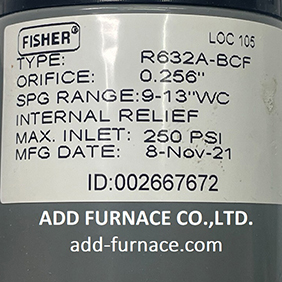 FISHER® LOC 105
TYPE: R632A-BCF
ORIFICE: 0.256"
SPG RANGE: 9-13"WC
INTERNAL RELIEF
MAX. INLET: 250 PSI
MFG DATE: 8-Nov-21
ID:002667672
ADD FURNACE CO.,LTD.
add-furnace.com